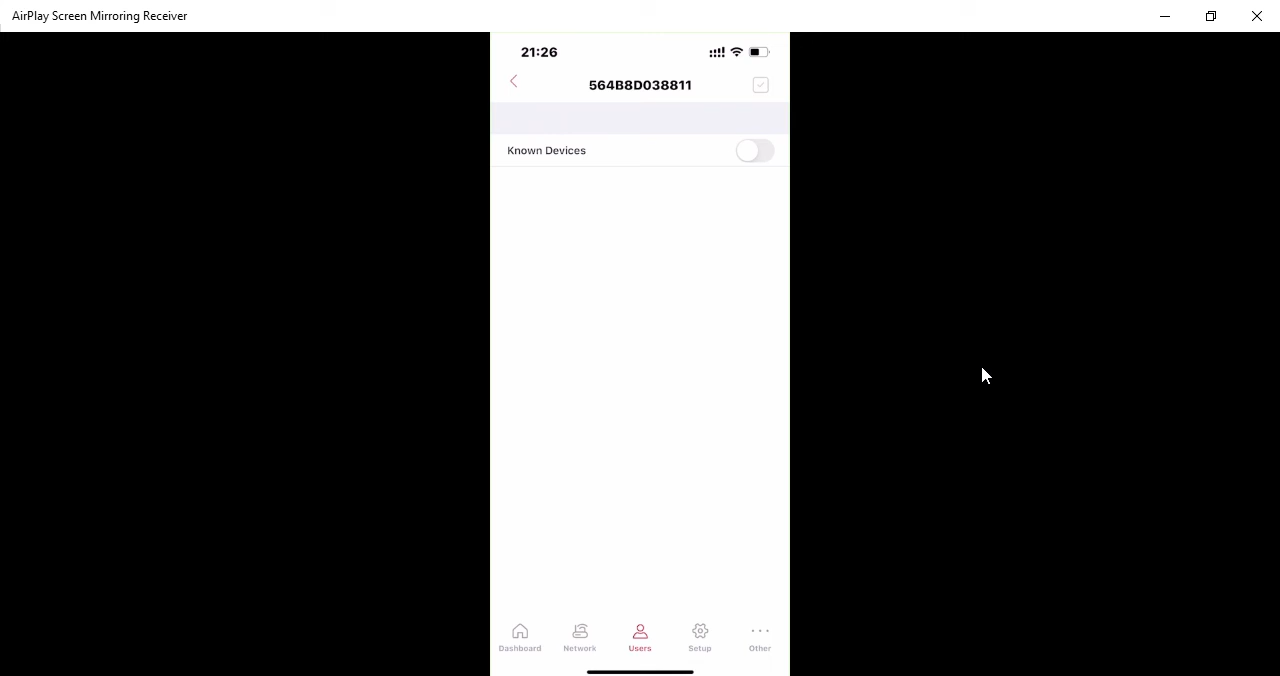 AirPlay Screen Mirroring Receiver
21:26
564B8D038811
Known Devices
Dashboard
Network
Users
Setup
Other